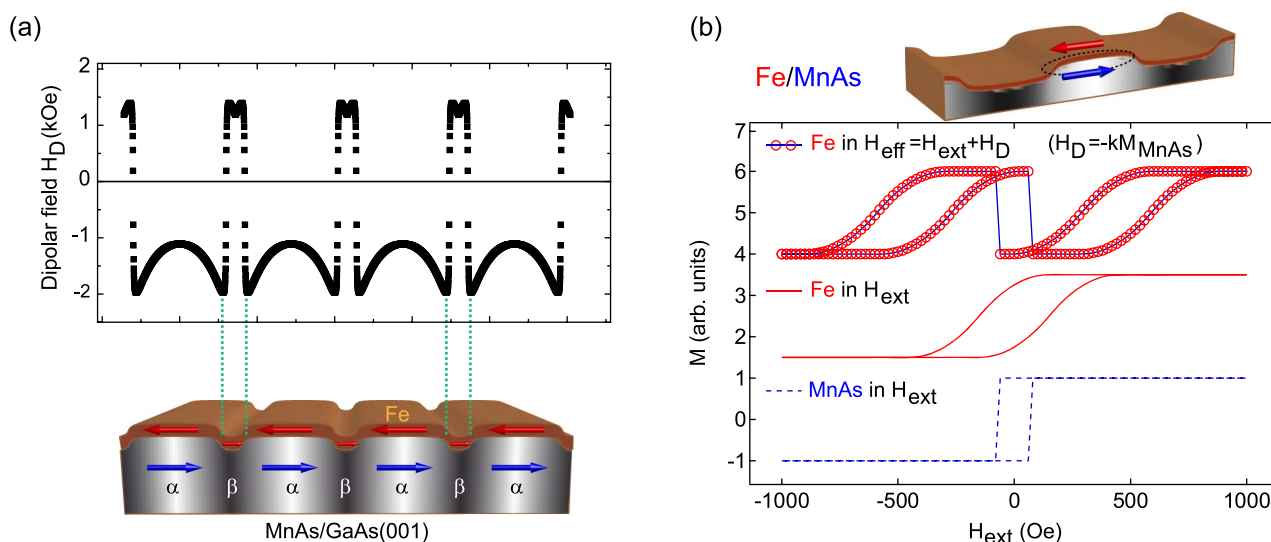 (a)
2
1
0
-1
-2
Dipolar field H_D (kOe)
Fe
α β α β α β α
MnAs/GaAs(001)
(b)
Fe/MnAs
7
6
5
4
3
2
1
0
-1
M (arb. units)
Fe in H_eff=H_ext+H_D (H_D=-kM_MnAs)
Fe in H_ext
MnAs in H_ext
-1000 -500 0 500 1000
H_ext (Oe)